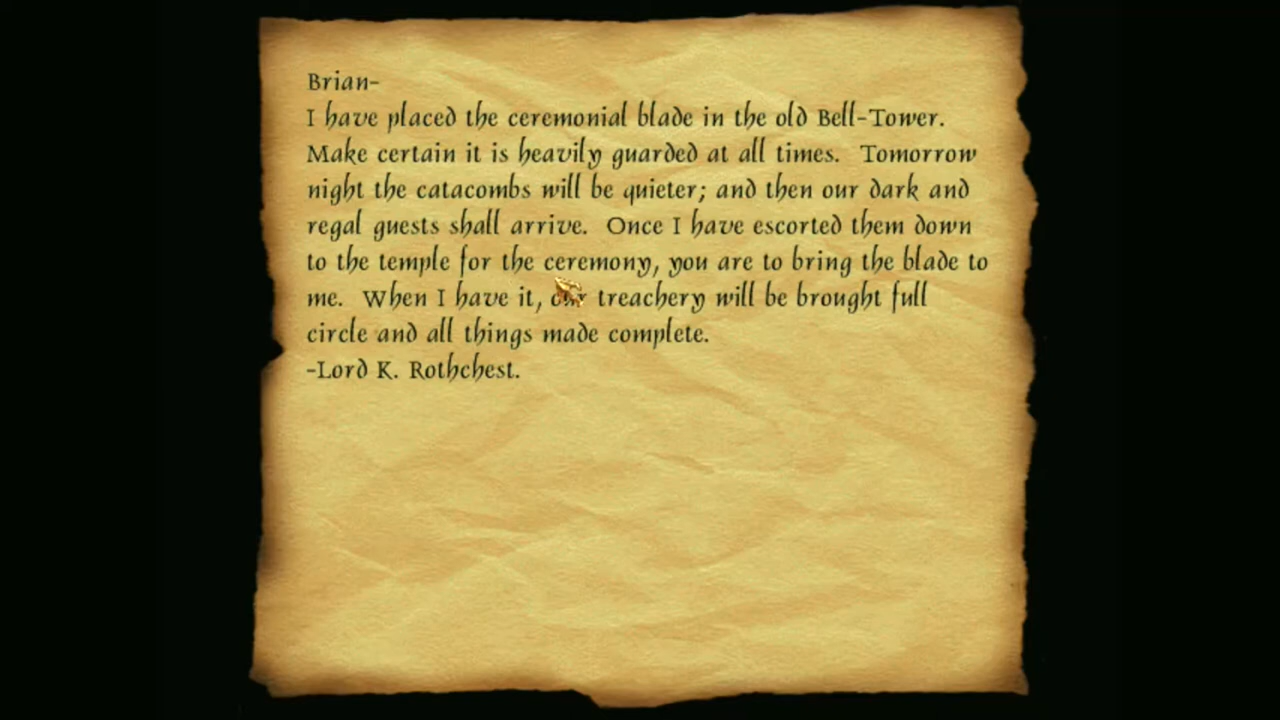 Brian-
I have placed the ceremonial blade in the old Bell-Tower.
Make certain it is heavily guarded at all times.  Tomorrow
night the catacombs will be quieter; and then our dark and
regal guests shall arrive.  Once I have escorted them down
to the temple for the ceremony, you are to bring the blade to
me.  When I have it, our treachery will be brought full
circle and all things made complete.
-Lord K. Rothchest.